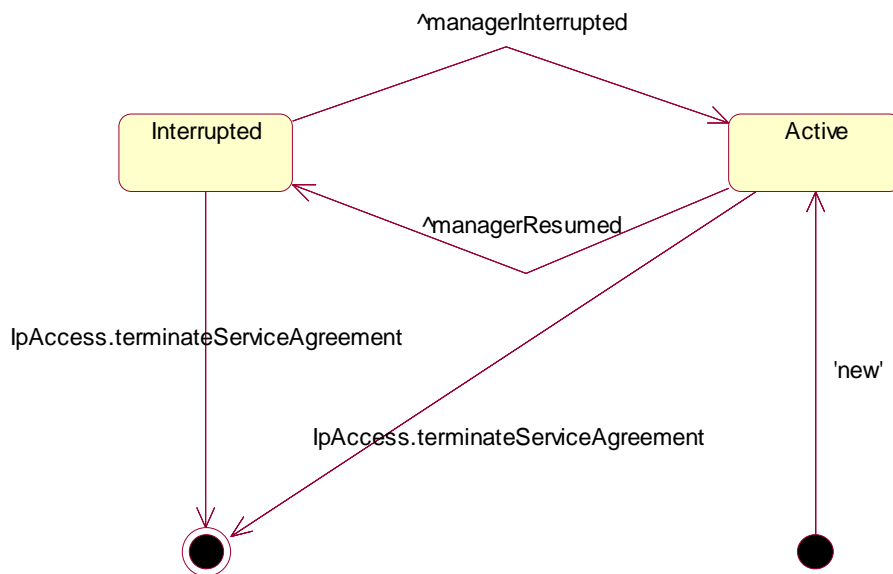 ^managerInterrupted
Interrupted
Active
^managerResumed
IpAccess.terminateServiceAgreement
'new'
IpAccess.terminateServiceAgreement